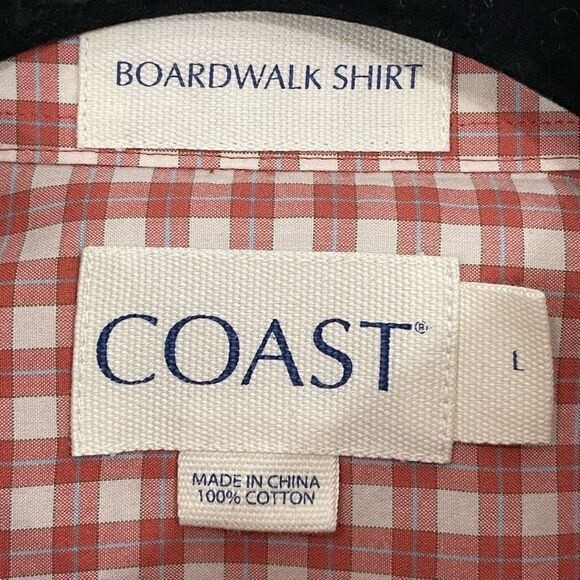 BOARDWALK SHIRT
COAST®
L
MADE IN CHINA
100% COTTON